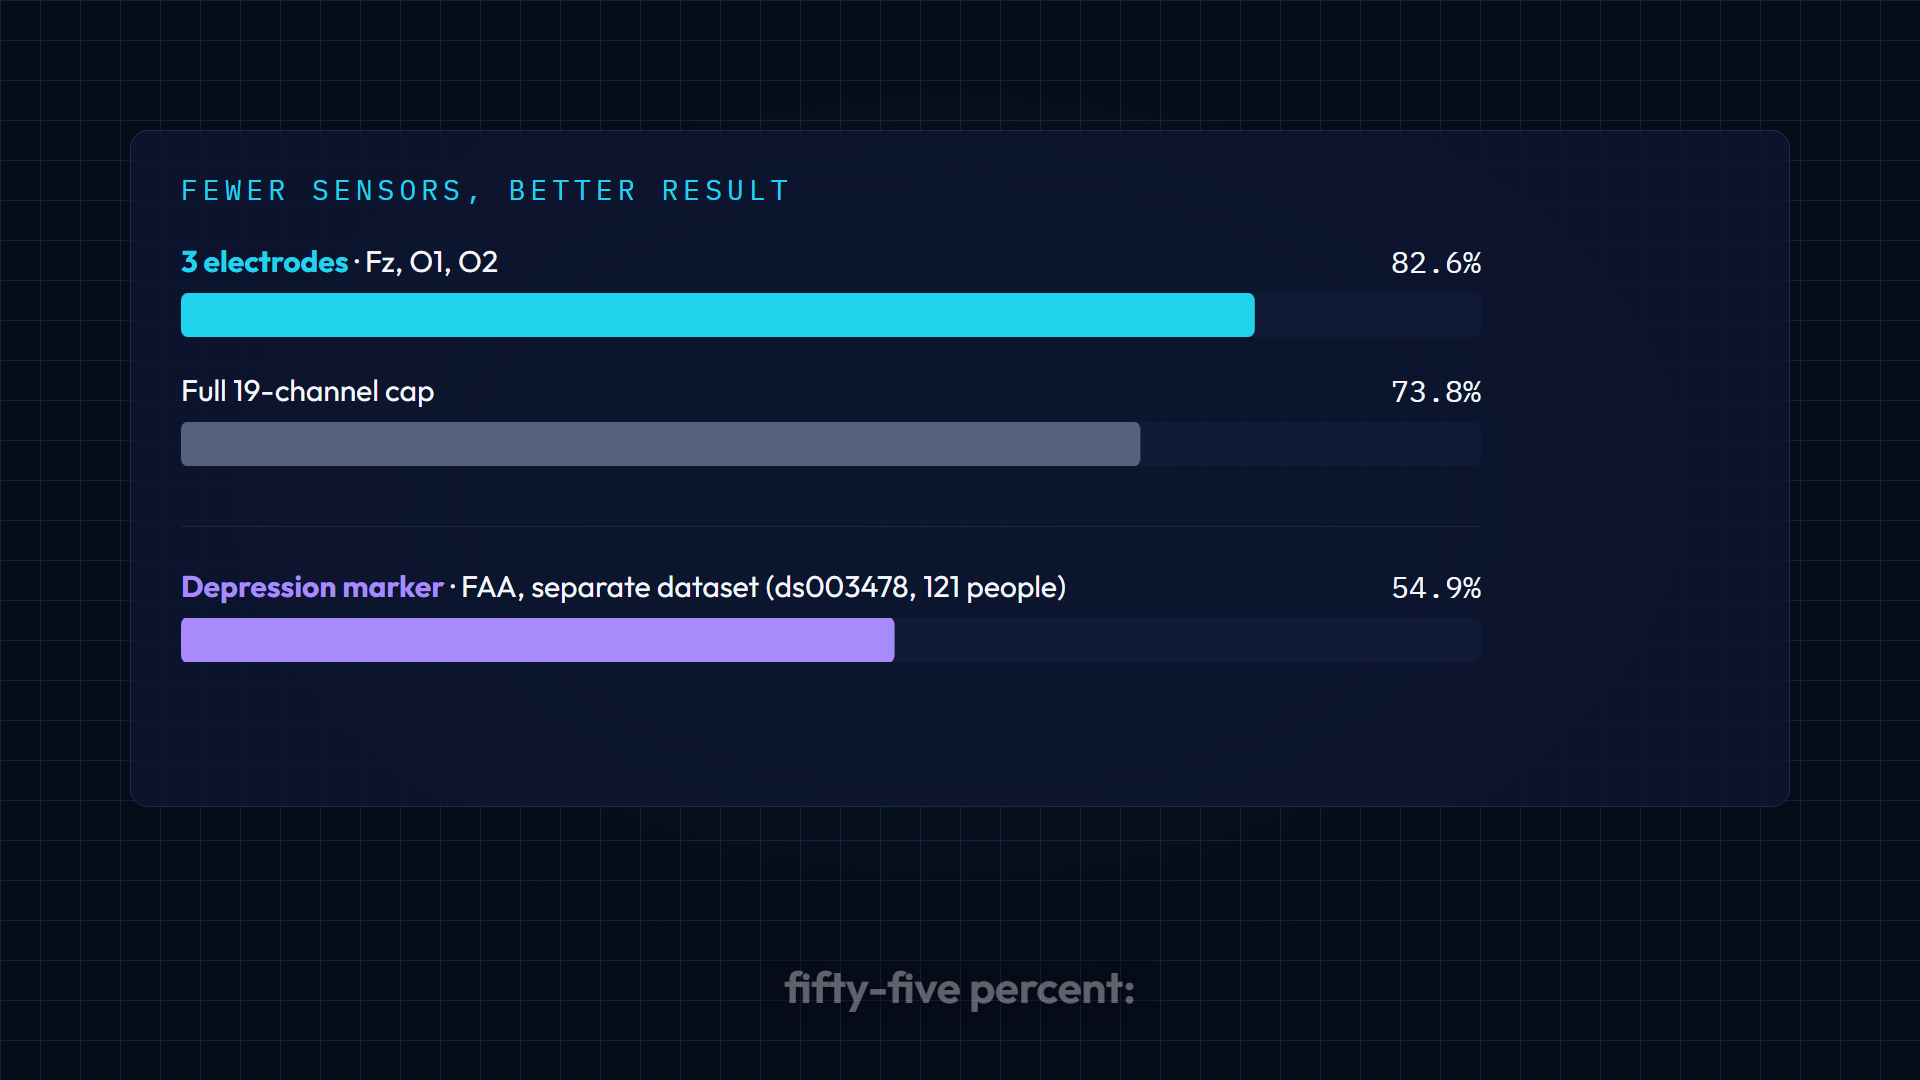 FEWER SENSORS, BETTER RESULT
3 electrodes · Fz, O1, O2 82.6%
Full 19-channel cap 73.8%
Depression marker · FAA, separate dataset (ds003478, 121 people) 54.9%
fifty-five percent: